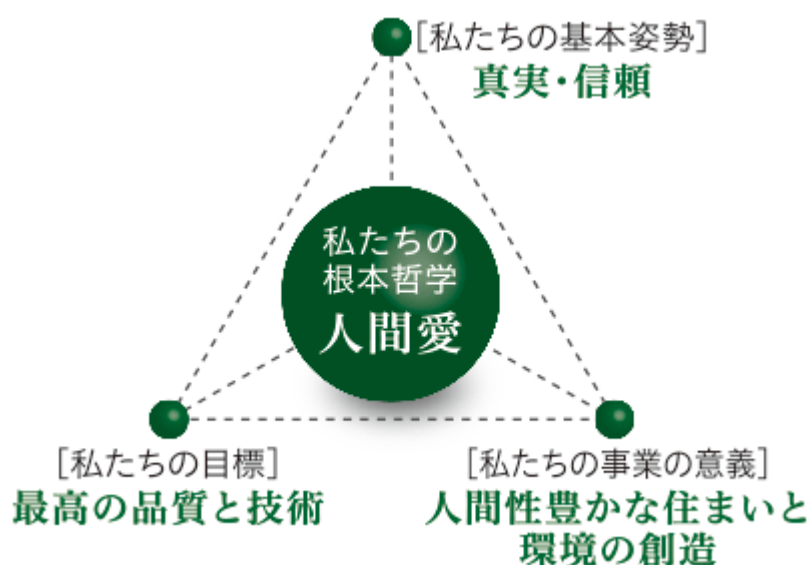 [私たちの基本姿勢]
真実・信頼
私たちの
根本哲学
人間愛
[私たちの目標]
最高の品質と技術
[私たちの事業の意義]
人間性豊かな住まいと
環境の創造